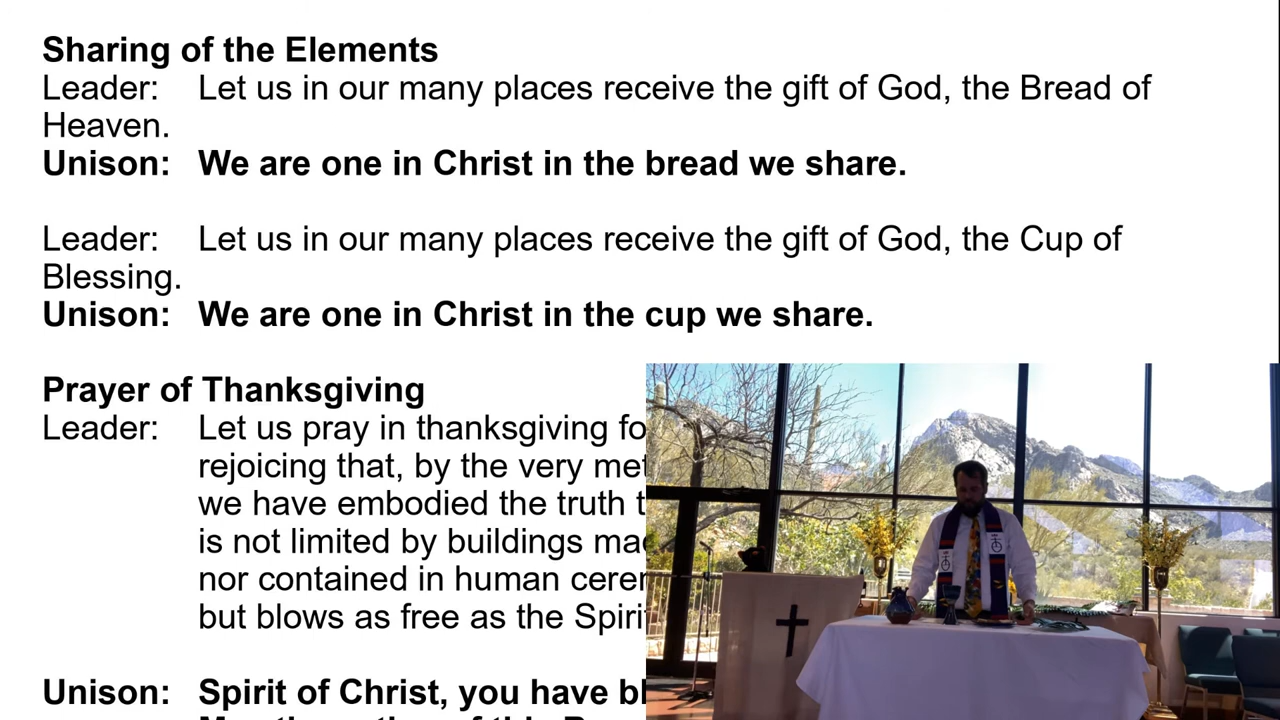 Sharing of the Elements
Leader: Let us in our many places receive the gift of God, the Bread of
Heaven.
Unison: We are one in Christ in the bread we share.
Leader: Let us in our many places receive the gift of God, the Cup of
Blessing.
Unison: We are one in Christ in the cup we share.
Prayer of Thanksgiving
Leader: Let us pray in thanksgiving fo
rejoicing that, by the very
we have embodied the truth
is not limited by buildings
nor contained in human
but blows as free as the
Unison: Spirit of Christ, you have